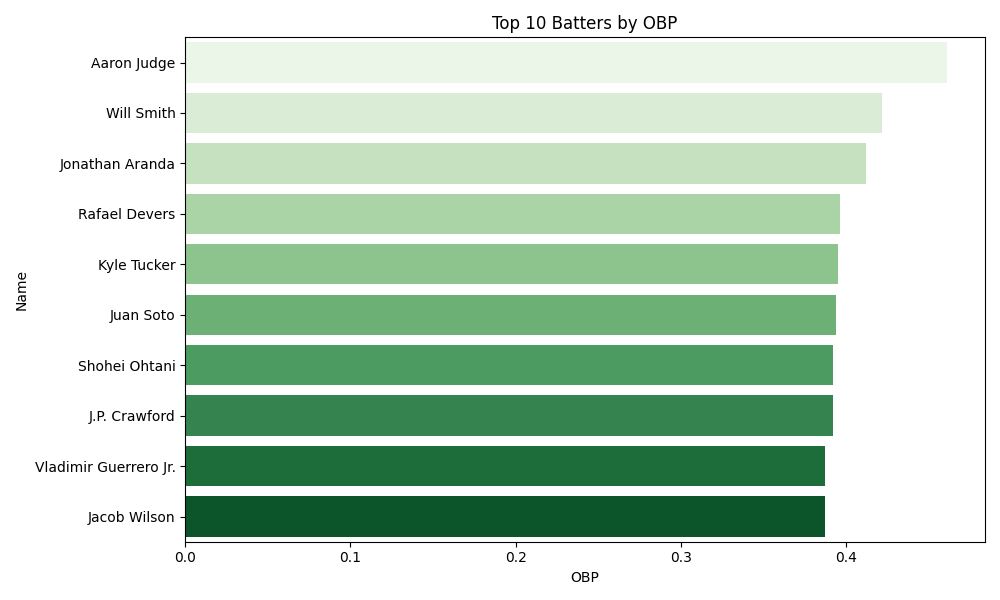 Top 10 Batters by OBP
Name
Aaron Judge
Will Smith
Jonathan Aranda
Rafael Devers
Kyle Tucker
Juan Soto
Shohei Ohtani
J.P. Crawford
Vladimir Guerrero Jr.
Jacob Wilson
0.0 0.1 0.2 0.3 0.4
OBP